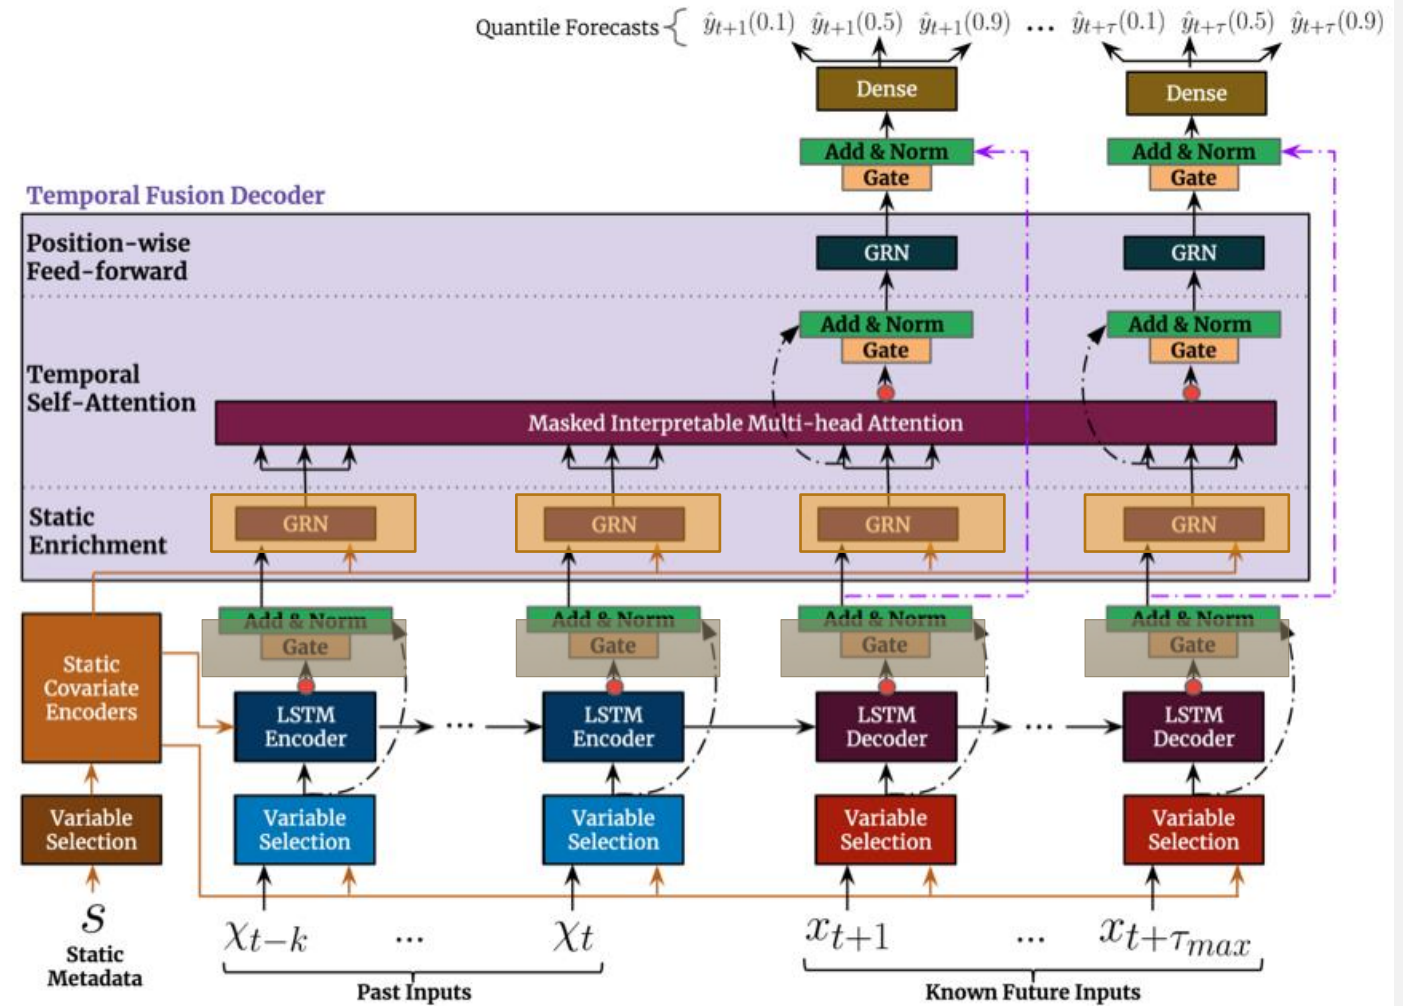 Quantile Forecasts { ŷt+1(0.1) ŷt+1(0.5) ŷt+1(0.9) ... ŷt+τ(0.1) ŷt+τ(0.5) ŷt+τ(0.9)
Dense Dense
Add & Norm Add & Norm
Gate Gate
Temporal Fusion Decoder
Position-wise
Feed-forward
GRN GRN
Add & Norm Add & Norm
Gate Gate
Temporal
Self-Attention
Masked Interpretable Multi-head Attention
Static
Enrichment
GRN GRN GRN GRN
Add & Norm Add & Norm Add & Norm Add & Norm
Gate Gate Gate Gate
Static
Covariate
Encoders
LSTM
Encoder
...
LSTM
Encoder
LSTM
Decoder
...
LSTM
Decoder
Variable
Selection
Variable
Selection
Variable
Selection
Variable
Selection
Variable
Selection
s
Static
Metadata
χt−k ... χt xt+1 ... xt+τmax
Past Inputs Known Future Inputs